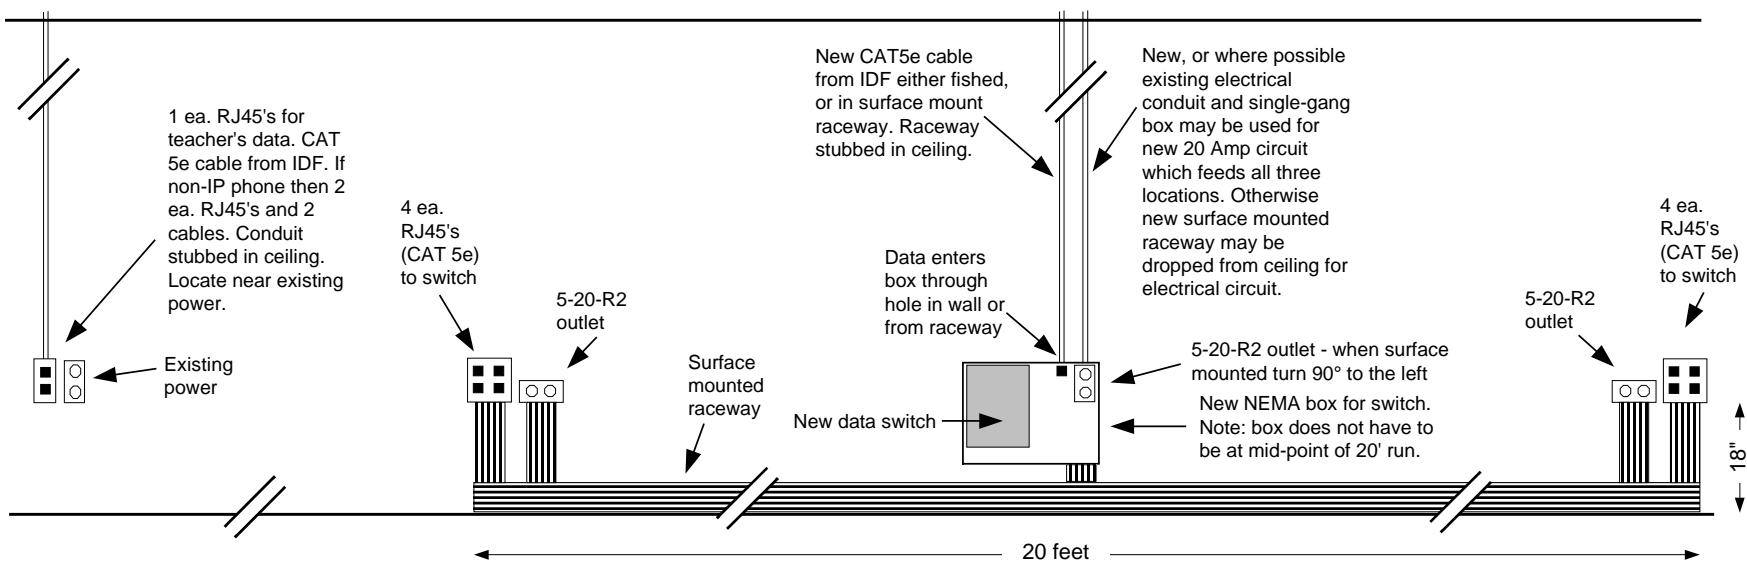 1 ea. RJ45's for
teacher's data. CAT
5e cable from IDF. If
non-IP phone then 2
ea. RJ45's and 2
cables. Conduit
stubbed in ceiling.
Locate near existing
power.
Existing
power
4 ea.
RJ45's
(CAT 5e)
to switch
5-20-R2
outlet
Surface
mounted
raceway
New CAT5e cable
from IDF either fished,
or in surface mount
raceway. Raceway
stubbed in ceiling.
New, or where possible
existing electrical
conduit and single-gang
box may be used for
new 20 Amp circuit
which feeds all three
locations. Otherwise
new surface mounted
raceway may be
dropped from ceiling for
electrical circuit.
Data enters
box through
hole in wall or
from raceway
New data switch
5-20-R2 outlet - when surface
mounted turn 90° to the left
New NEMA box for switch.
Note: box does not have to
be at mid-point of 20' run.
5-20-R2
outlet
4 ea.
RJ45's
(CAT 5e)
to switch
18"
20 feet